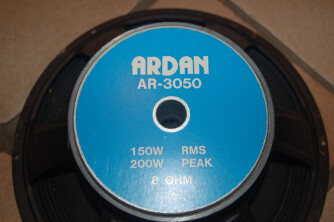 ARDAN
AR-3050
150W RMS
200W PEAK
8 OHM